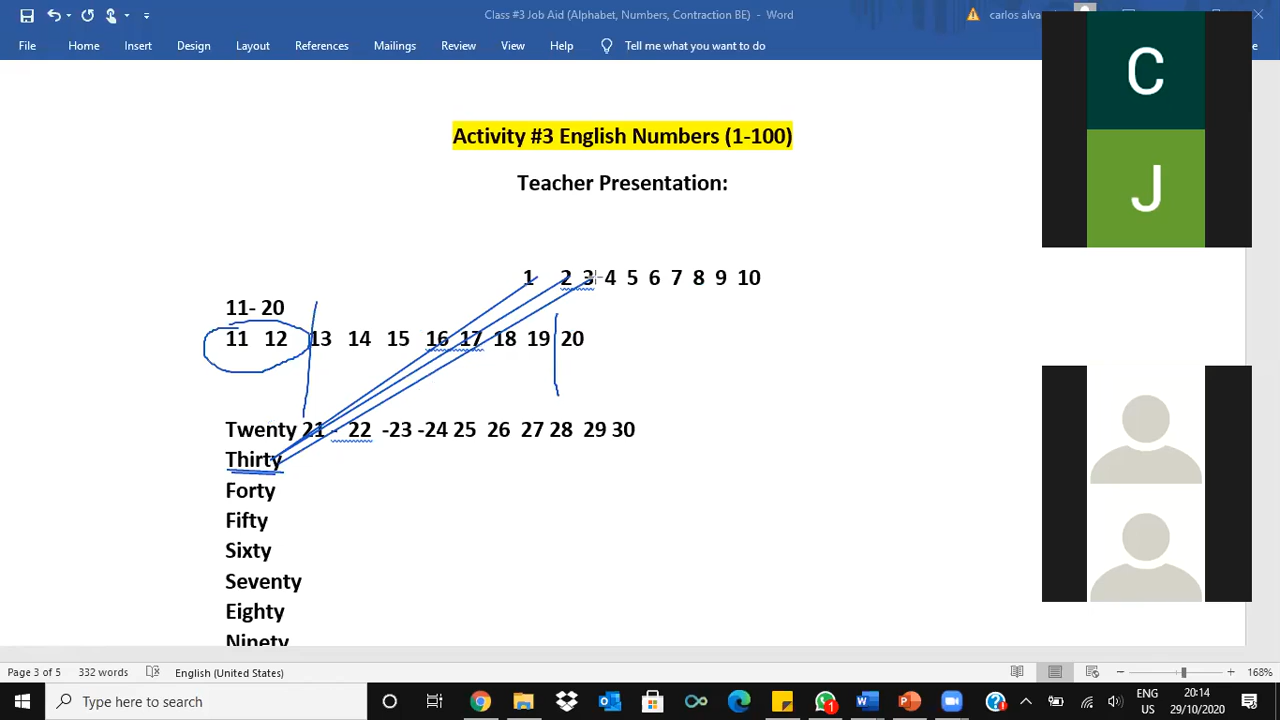 Class #3 Job Aid (Alphabet, Numbers, Contraction BE) - Word
carlos alva
File Home Insert Design Layout References Mailings Review View Help Tell me what you want to do
C
J
Activity #3 English Numbers (1-100)
Teacher Presentation:
1 2 3 4 5 6 7 8 9 10
11- 20
11 12 13 14 15 16 17 18 19 20
Twenty 21 - 22 -23 -24 25 26 27 28 29 30
Thirty
Forty
Fifty
Sixty
Seventy
Eighty
Ninety
Page 3 of 5 332 words English (United States) 168%
Type here to search
1
ENG
US
20:14
29/10/2020